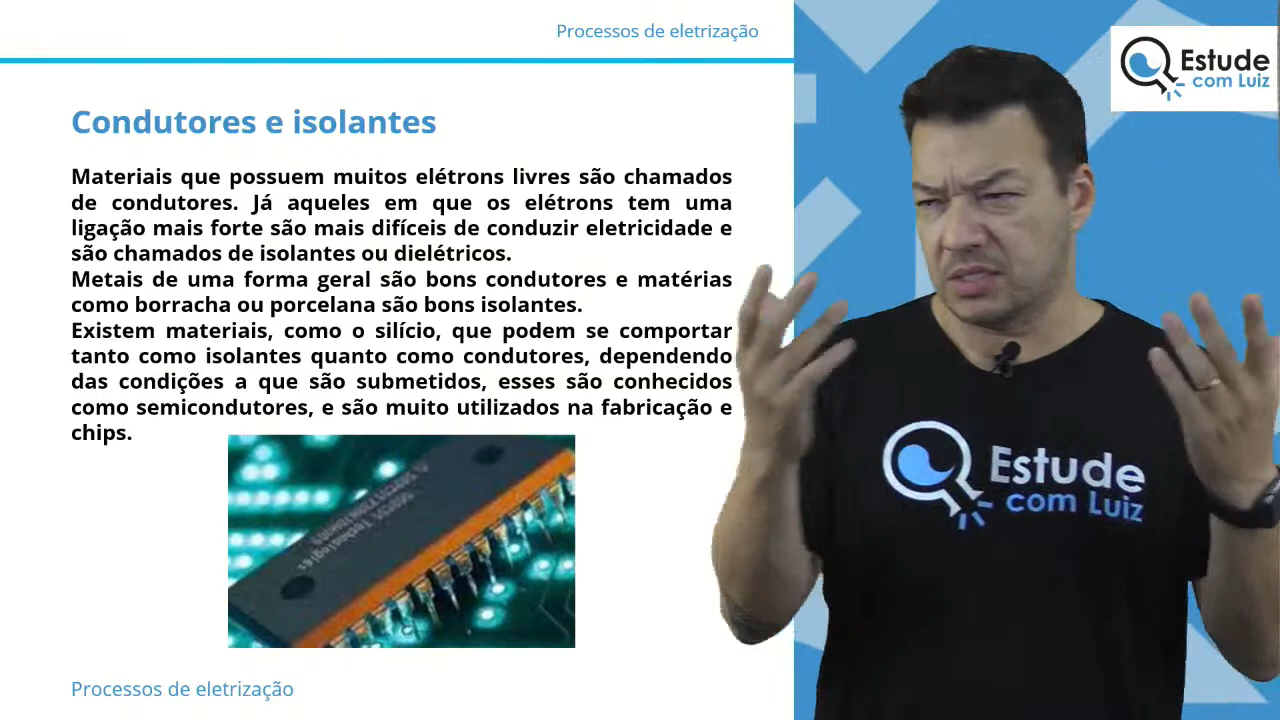 Processos de eletrização
Estude
com Luiz
Condutores e isolantes
Materiais que possuem muitos elétrons livres são chamados
de condutores. Já aqueles em que os elétrons tem uma
ligação mais forte são mais difíceis de conduzir eletricidade e
são chamados de isolantes ou dielétricos.
Metais de uma forma geral são bons condutores e matérias
como borracha ou porcelana são bons isolantes.
Existem materiais, como o silício, que podem se comportar
tanto como isolantes quanto como condutores, dependendo
das condições a que são submetidos, esses são conhecidos
como semicondutores, e são muito utilizados na fabricação e
chips.
Estude
com Luiz
Processos de eletrização